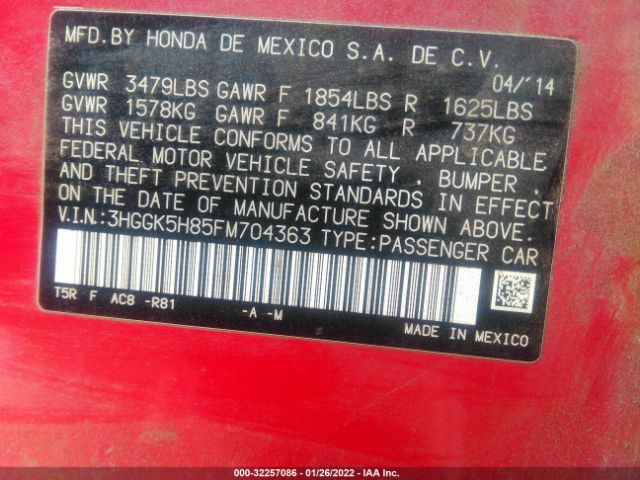 MFD.BY HONDA DE MEXICO S.A. DE C.V.
04/'14
GVWR 3479LBS GAWR F 1854LBS R 1625LBS
GVWR 1578KG GAWR F 841KG R 737KG
THIS VEHICLE CONFORMS TO ALL APPLICABLE
FEDERAL MOTOR VEHICLE SAFETY , BUMPER ,
AND THEFT PREVENTION STANDARDS IN EFFECT
ON THE DATE OF MANUFACTURE SHOWN ABOVE.
V.I.N.:3HGGK5H85FM704363 TYPE:PASSENGER CAR
T5R F AC8 -R81
-A -M
MADE IN MEXICO
000-32257086 - 01/26/2022 - IAA Inc.